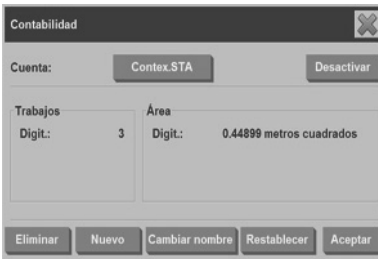 Contabilidad
Cuenta: Contex.STA Desactivar
Trabajos Área
Digit.: 3 Digit.: 0.44899 metros cuadrados
Eliminar Nuevo Cambiar nombre Restablecer Aceptar